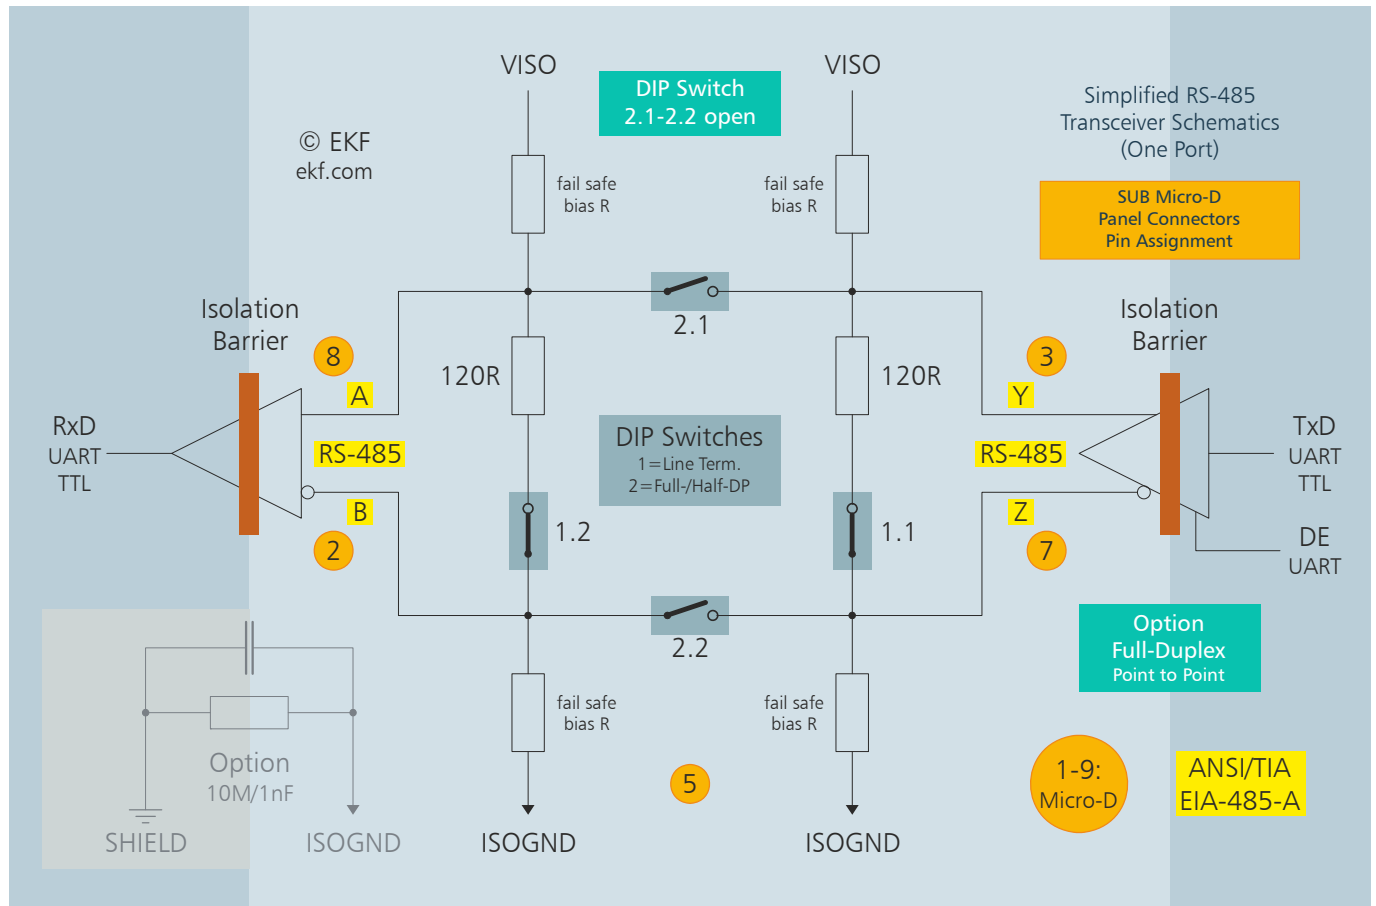 VISO
VISO
DIP Switch
2.1-2.2 open
Simplified RS-485
Transceiver Schematics
(One Port)
© EKF
ekf.com
fail safe
bias R
fail safe
bias R
SUB Micro-D
Panel Connectors
Pin Assignment
Isolation
Barrier
2.1
Isolation
Barrier
8
3
120R
120R
A
Y
RxD
UART
TTL
RS-485
DIP Switches
1=Line Term.
2=Full-/Half-DP
RS-485
TxD
UART
TTL
B
Z
1.2
1.1
2
7
DE
UART
2.2
Option
Full-Duplex
Point to Point
fail safe
bias R
fail safe
bias R
Option
10M/1nF
5
1-9:
Micro-D
ANSI/TIA
EIA-485-A
SHIELD
ISOGND
ISOGND
ISOGND